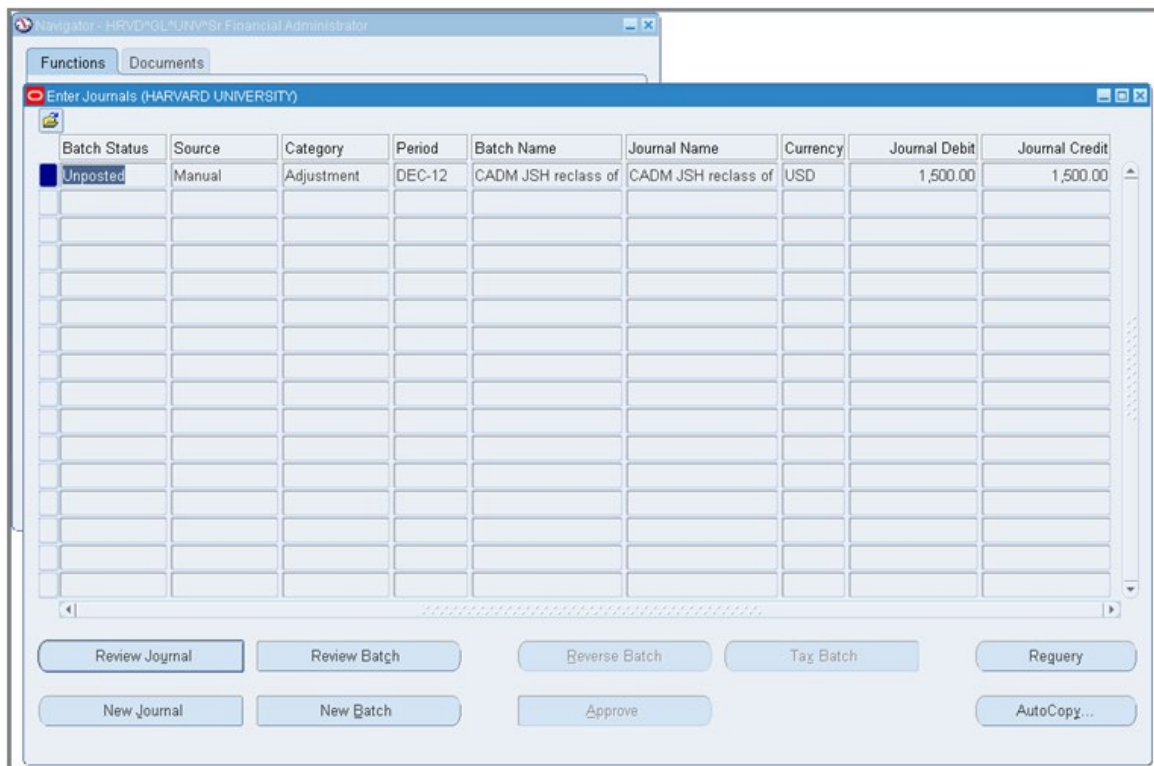 Navigator - HRVD^GL^UNV^Sr Financial Administrator
Functions Documents
Enter Journals (HARVARD UNIVERSITY)
Batch Status Source Category Period Batch Name Journal Name Currency Journal Debit Journal Credit
Unposted Manual Adjustment DEC-12 CADM JSH reclass of CADM JSH reclass of USD 1,500.00 1,500.00
Review Journal Review Batch Reverse Batch Tax Batch Requery
New Journal New Batch Approve AutoCopy...